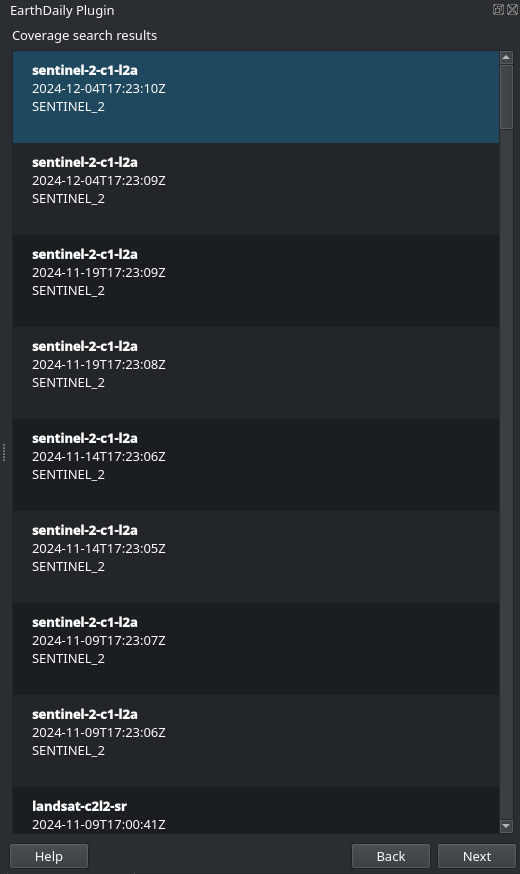 EarthDaily Plugin
Coverage search results
sentinel-2-c1-l2a
2024-12-04T17:23:10Z
SENTINEL_2
sentinel-2-c1-l2a
2024-12-04T17:23:09Z
SENTINEL_2
sentinel-2-c1-l2a
2024-11-19T17:23:09Z
SENTINEL_2
sentinel-2-c1-l2a
2024-11-19T17:23:08Z
SENTINEL_2
sentinel-2-c1-l2a
2024-11-14T17:23:06Z
SENTINEL_2
sentinel-2-c1-l2a
2024-11-14T17:23:05Z
SENTINEL_2
sentinel-2-c1-l2a
2024-11-09T17:23:07Z
SENTINEL_2
sentinel-2-c1-l2a
2024-11-09T17:23:06Z
SENTINEL_2
landsat-c2l2-sr
2024-11-09T17:00:41Z
Help
Back
Next